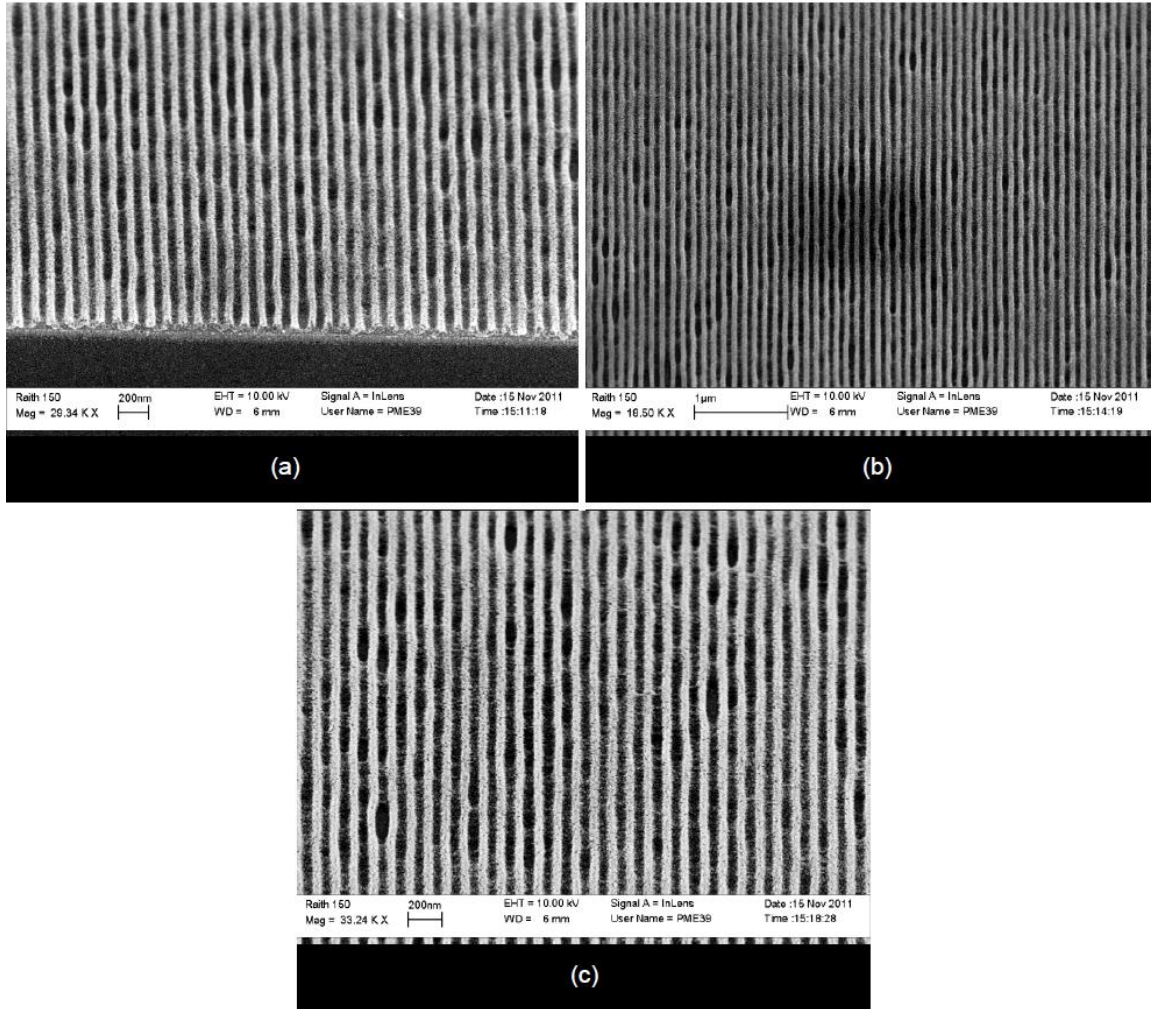 Raith 150 200nm EHT = 10.00 kV Signal A = InLens Date :15 Nov 2011
Mag = 29.34 K X WD = 6 mm User Name = PME39 Time :15:11:18
(a)
Raith 150 1µm EHT = 10.00 kV Signal A = InLens Date :15 Nov 2011
Mag = 16.50 K X WD = 6 mm User Name = PME39 Time :15:14:19
(b)
Raith 150 200nm EHT = 10.00 kV Signal A = InLens Date :15 Nov 2011
Mag = 33.24 K X WD = 6 mm User Name = PME39 Time :15:18:28
(c)